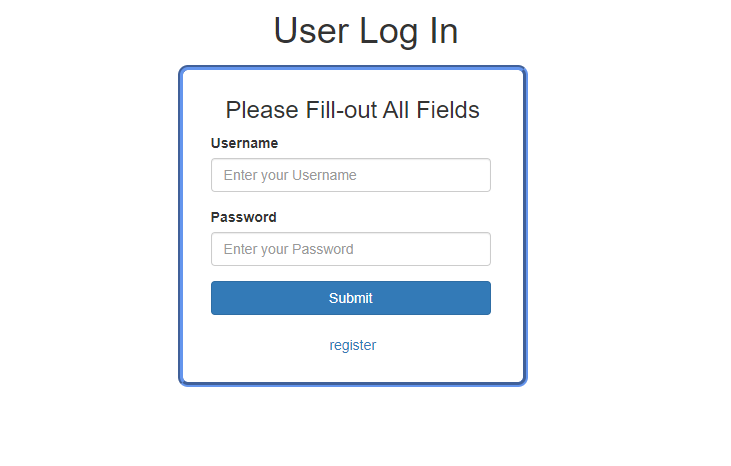 User Log In
Please Fill-out All Fields
Username
Enter your Username
Password
Enter your Password
Submit
register